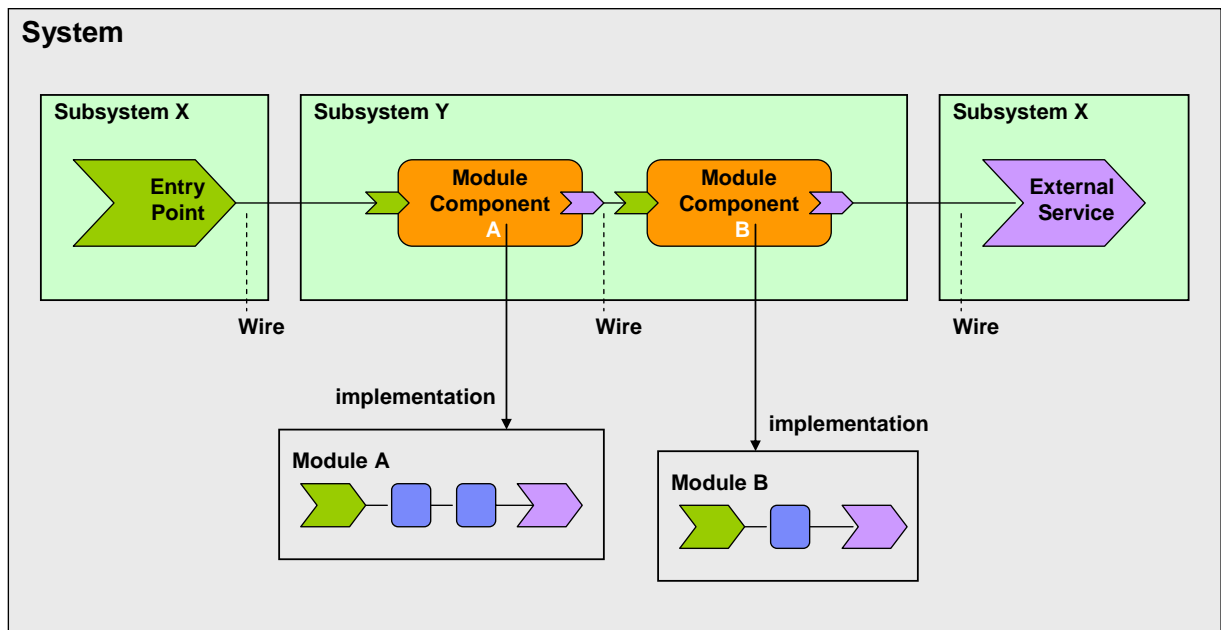 System
Subsystem X
Subsystem Y
Subsystem X
Entry
Point
Module
Component
A
Module
Component
B
External
Service
Wire
Wire
Wire
implementation
implementation
Module A
Module B